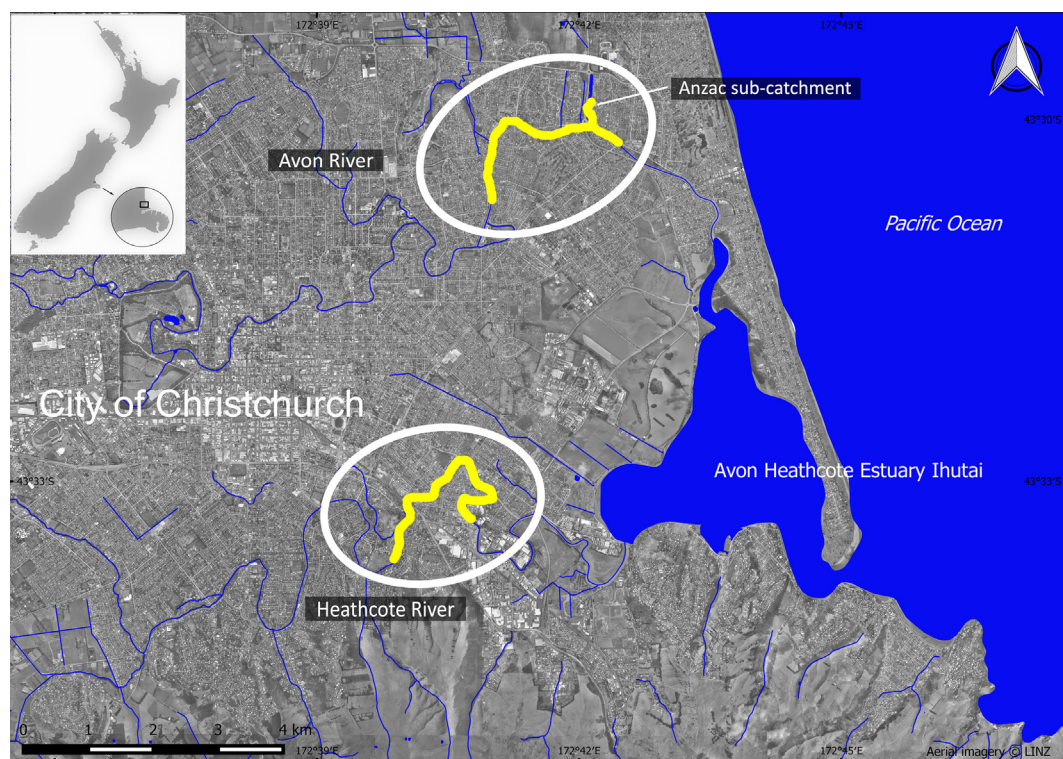 172°39'E
172°42'E
172°45'E
Anzac sub-catchment
43°30'S
Avon River
Pacific Ocean
City of Christchurch
Avon Heathcote Estuary Ihutai
43°33'S
43°33'S
Heathcote River
0 1 2 3 4 km
172°39'E
172°42'E
172°45'E
Aerial imagery © LINZ